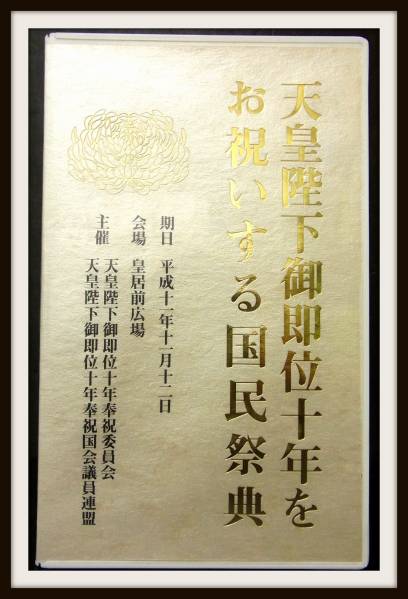 天皇陛下御即位十年を
お祝いする国民祭典
期日 平成十一年十一月十二日
会場 皇居前広場
主催 天皇陛下御即位十年奉祝委員会
天皇陛下御即位十年奉祝国会議員連盟